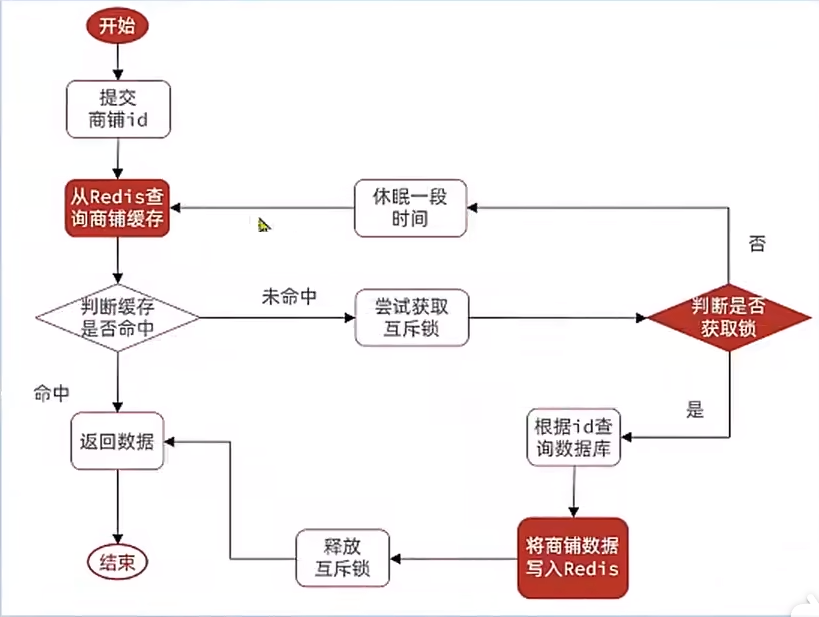 开始
提交
商铺id
从Redis查
询商铺缓存
休眠一段
时间
否
判断缓存
是否命中
未命中
尝试获取
互斥锁
判断是否
获取锁
命中
是
返回数据
根据id查
询数据库
释放
互斥锁
将商铺数据
写入Redis
结束